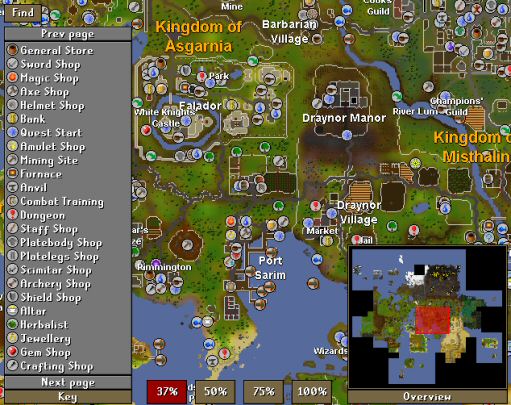 Find
Prev page
General Store
Sword Shop
Magic Shop
Axe Shop
Helmet Shop
Bank
Quest Start
Amulet Shop
Mining Site
Furnace
Anvil
Combat Training
Dungeon
Staff Shop
Platebody Shop
Platelegs Shop
Scimitar Shop
Archery Shop
Shield Shop
Altar
Herbalist
Jewellery
Gem Shop
Crafting Shop
Next page
Key
Mine
Kingdom of
Asgarnia
Barbarian
Village
Cooks'
Guild
Park
Falador
White Knights'
Castle
Draynor Manor
River Lum
Champions'
Guild
Kingdom o
Misthalin
Draynor
Village
Market
Jail
Rimmington
Port
Sarim
Wizards
37%
50%
75%
100%
Overview